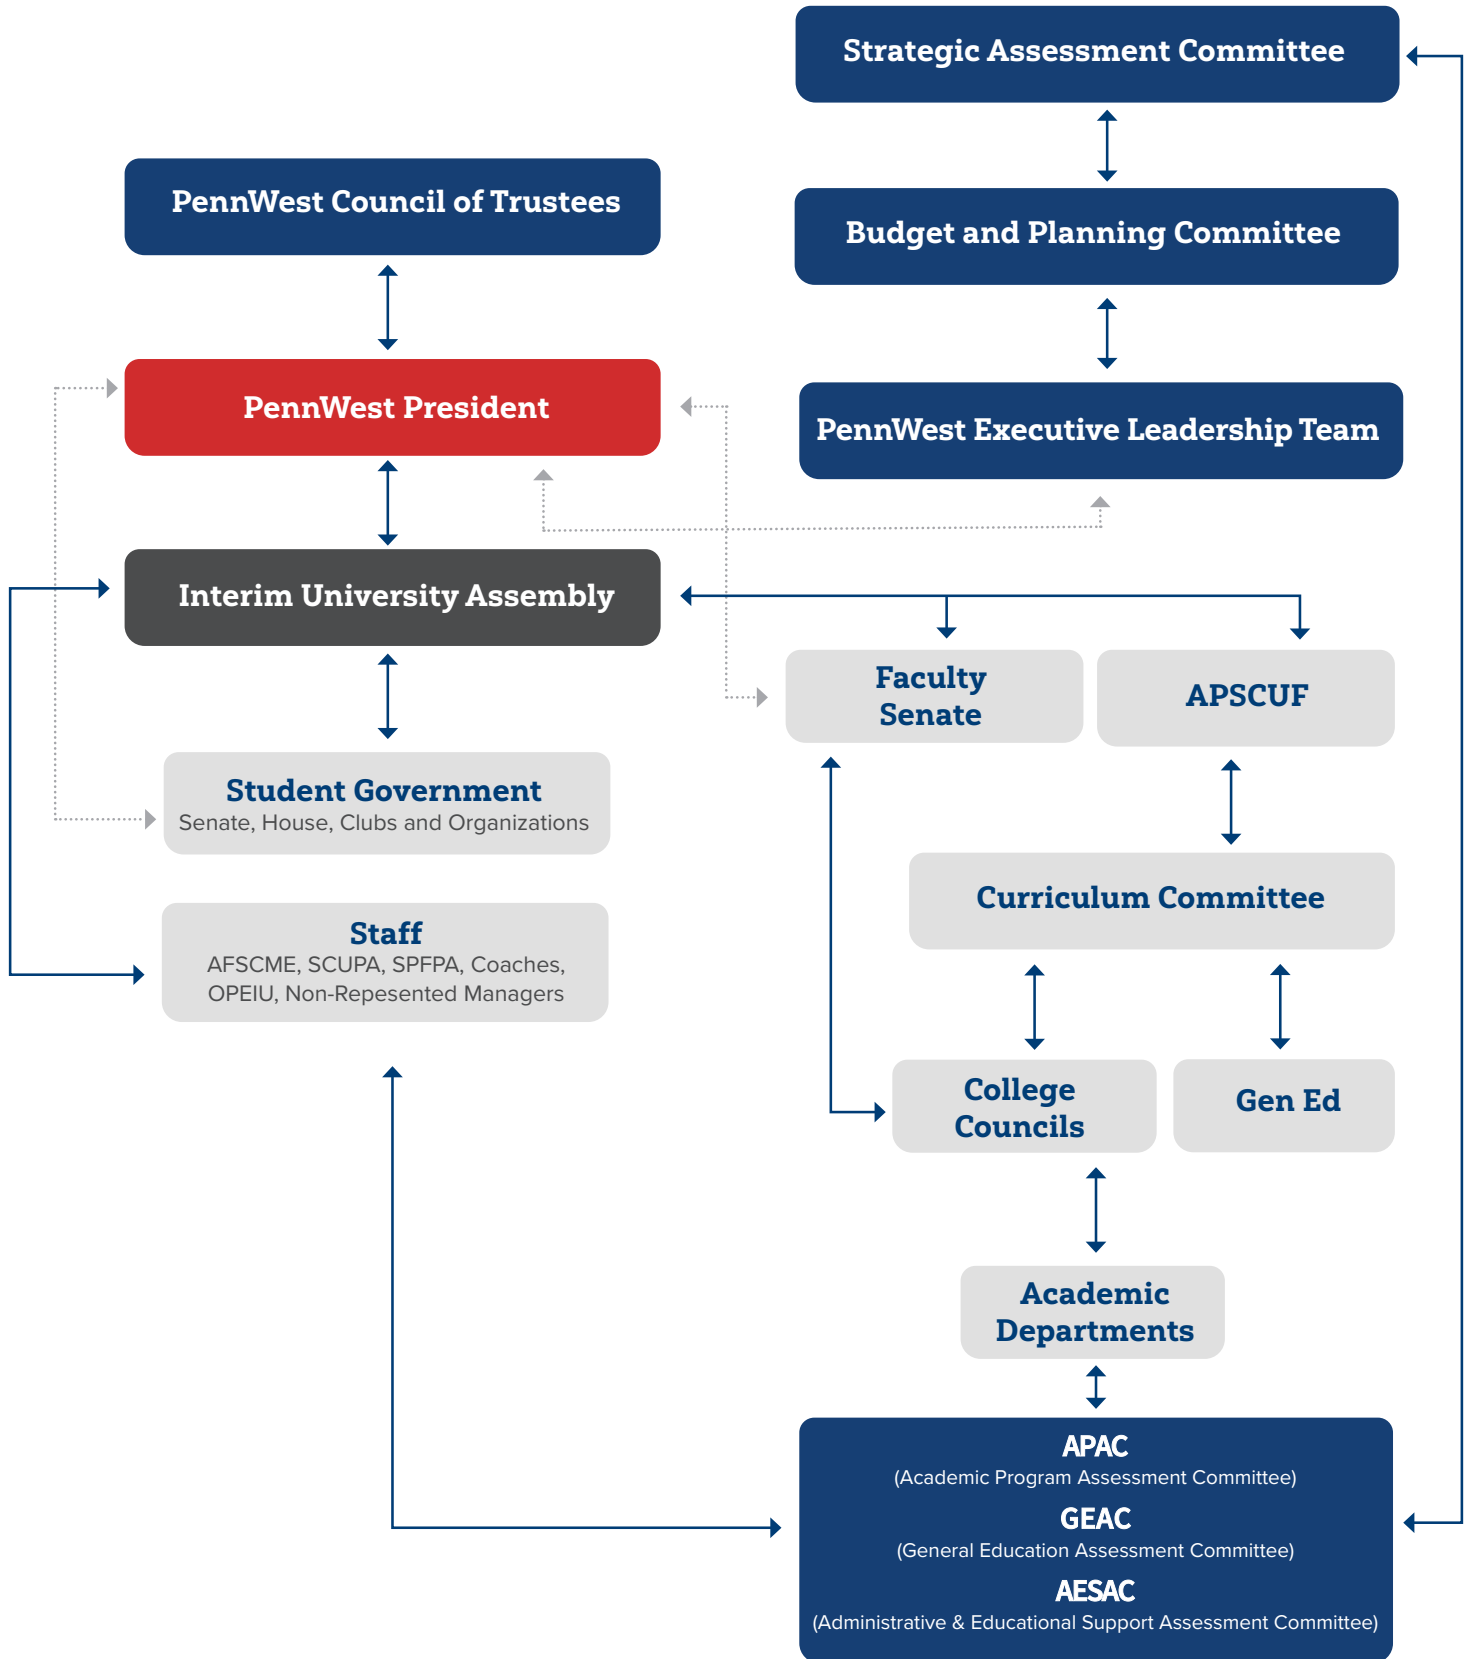 Strategic Assessment Committee
PennWest Council of Trustees
Budget and Planning Committee
PennWest President
PennWest Executive Leadership Team
Interim University Assembly
Faculty
Senate
APSCUF
Student Government
Senate, House, Clubs and Organizations
Curriculum Committee
Staff
AFSCME, SCUPA, SPFPA, Coaches,
OPEIU, Non-Repesented Managers
College
Councils
Gen Ed
Academic
Departments
APAC
(Academic Program Assessment Committee)
GEAC
(General Education Assessment Committee)
AESAC
(Administrative & Educational Support Assessment Committee)